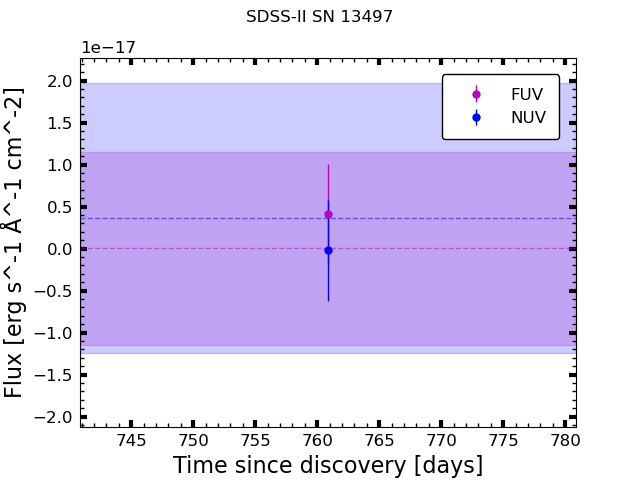 SDSS-II SN 13497
1e−17
FUV
NUV
2.0
1.5
1.0
0.5
0.0
−0.5
−1.0
−1.5
−2.0
Flux [erg s^-1 Å^-1 cm^-2]
745 750 755 760 765 770 775 780
Time since discovery [days]